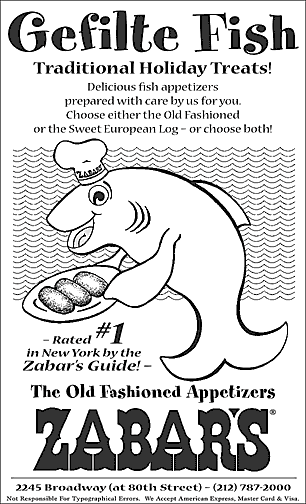 Gefilte Fish
Traditional Holiday Treats!
Delicious fish appetizers
prepared with care by us for you.
Choose either the Old Fashioned
or the Sweet European Log – or choose both!
ZABAR'S
– Rated #1
in New York by the
Zabar's Guide! –
The Old Fashioned Appetizers
ZABAR'S®
2245 Broadway (at 80th Street) – (212) 787-2000
Not Responsible For Typographical Errors. We Accept American Express, Master Card & Visa.